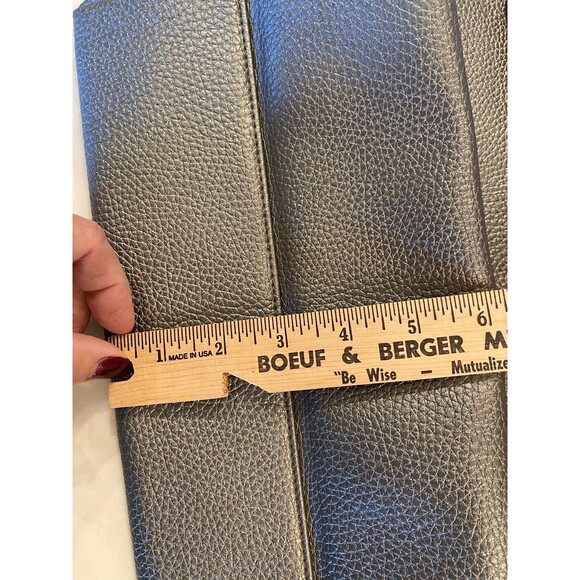 1 MADE IN USA 2 3 4 5 6
BOEUF & BERGER M
"Be Wise – Mutualize